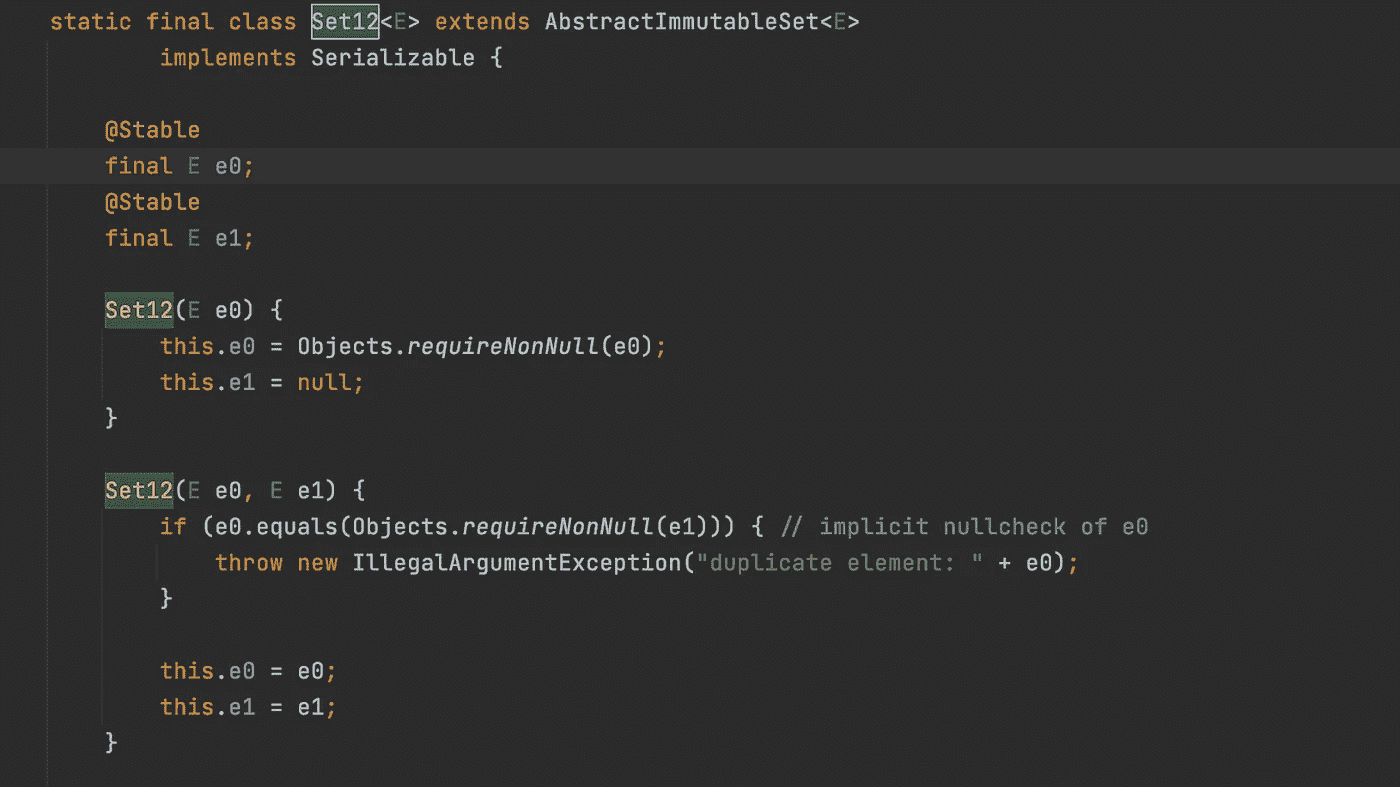 static final class Set12<E> extends AbstractImmutableSet<E>
implements Serializable {
@Stable
final E e0;
@Stable
final E e1;
Set12(E e0) {
this.e0 = Objects.requireNonNull(e0);
this.e1 = null;
}
Set12(E e0, E e1) {
if (e0.equals(Objects.requireNonNull(e1))) { // implicit nullcheck of e0
throw new IllegalArgumentException("duplicate element: " + e0);
}
this.e0 = e0;
this.e1 = e1;
}